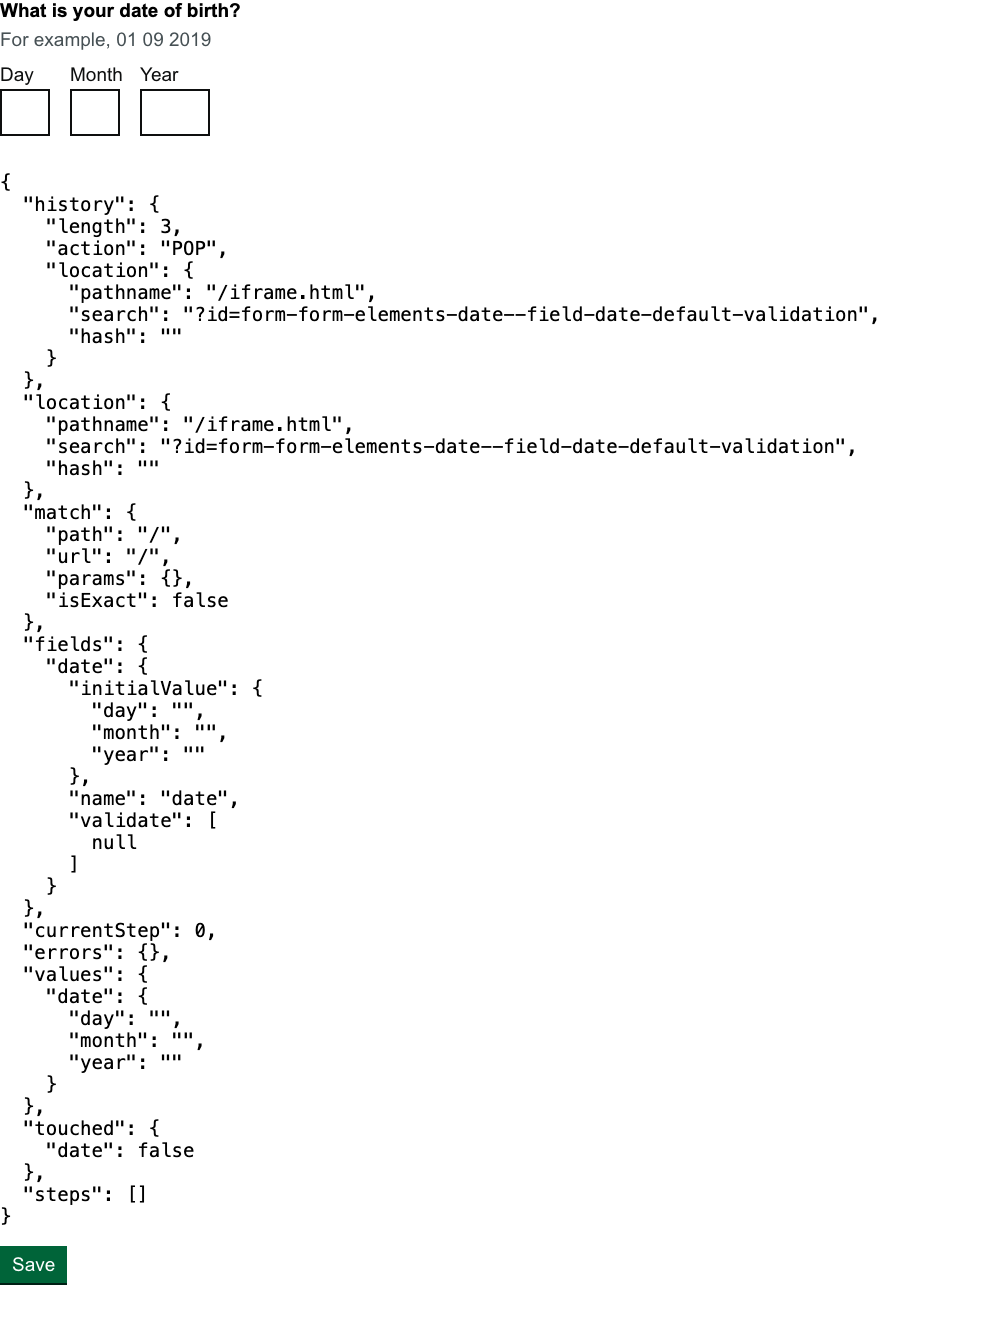 What is your date of birth?
For example, 01 09 2019
Day Month Year
{
  "history": {
    "length": 3,
    "action": "POP",
    "location": {
      "pathname": "/iframe.html",
      "search": "?id=form-form-elements-date--field-date-default-validation",
      "hash": ""
    }
  },
  "location": {
    "pathname": "/iframe.html",
    "search": "?id=form-form-elements-date--field-date-default-validation",
    "hash": ""
  },
  "match": {
    "path": "/",
    "url": "/",
    "params": {},
    "isExact": false
  },
  "fields": {
    "date": {
      "initialValue": {
        "day": "",
        "month": "",
        "year": ""
      },
      "name": "date",
      "validate": [
        null
      ]
    }
  },
  "currentStep": 0,
  "errors": {},
  "values": {
    "date": {
      "day": "",
      "month": "",
      "year": ""
    }
  },
  "touched": {
    "date": false
  },
  "steps": []
}
Save